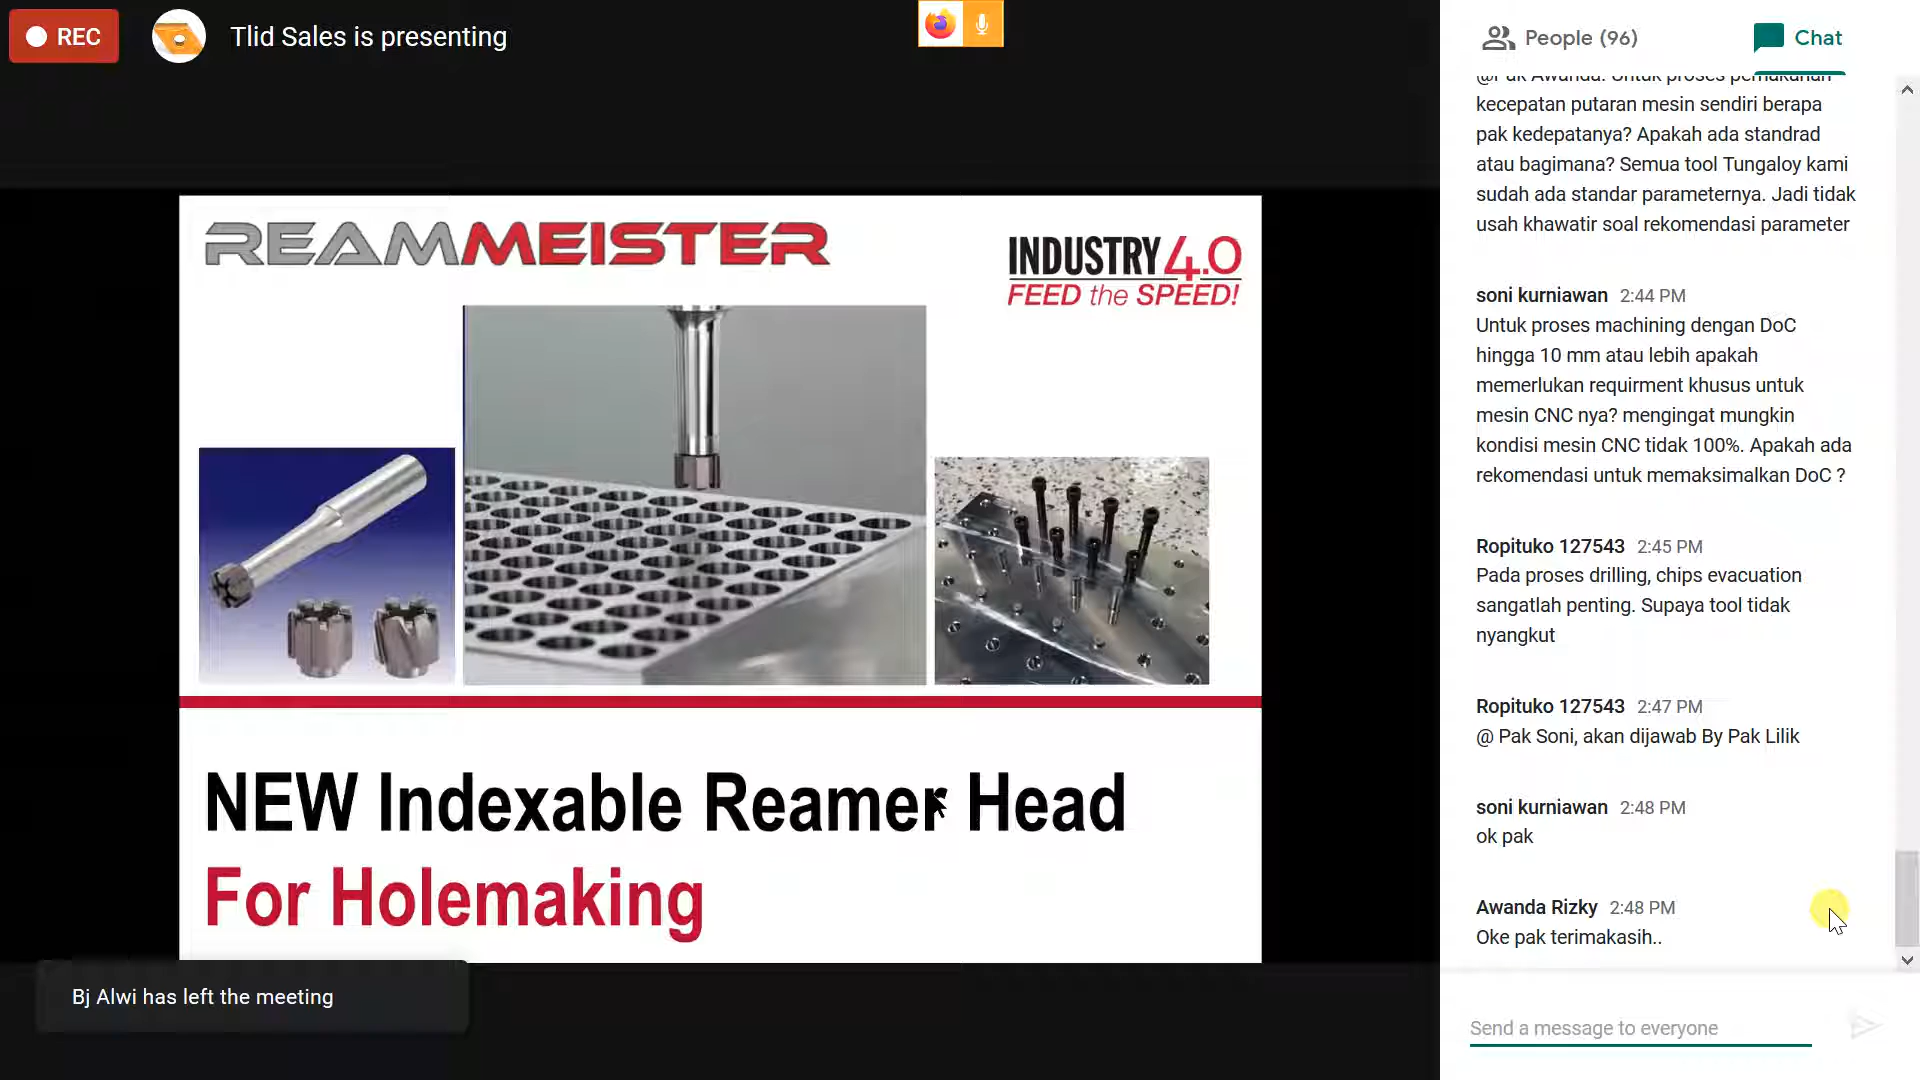 REC
Tlid Sales is presenting
REAMMEISTER
INDUSTRY 4.0
FEED the SPEED!
NEW Indexable Reamer Head
For Holemaking
Bj Alwi has left the meeting
People (96)
Chat
@Pak Awanda. Untuk proses pemakanan
kecepatan putaran mesin sendiri berapa
pak kedepatanya? Apakah ada standrad
atau bagimana? Semua tool Tungaloy kami
sudah ada standar parameternya. Jadi tidak
usah khawatir soal rekomendasi parameter
soni kurniawan 2:44 PM
Untuk proses machining dengan DoC
hingga 10 mm atau lebih apakah
memerlukan requirment khusus untuk
mesin CNC nya? mengingat mungkin
kondisi mesin CNC tidak 100%. Apakah ada
rekomendasi untuk memaksimalkan DoC ?
Ropituko 127543 2:45 PM
Pada proses drilling, chips evacuation
sangatlah penting. Supaya tool tidak
nyangkut
Ropituko 127543 2:47 PM
@ Pak Soni, akan dijawab By Pak Lilik
soni kurniawan 2:48 PM
ok pak
Awanda Rizky 2:48 PM
Oke pak terimakasih..
Send a message to everyone